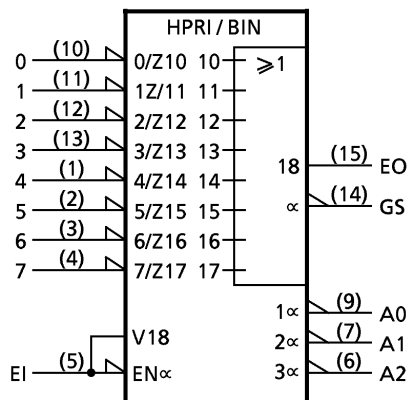 HPRI / BIN
0 (10) 0/Z10 10 ⩾1
1 (11) 1Z/11 11
2 (12) 2/Z12 12
3 (13) 3/Z13 13
4 (1) 4/Z14 14 18 (15) EO
5 (2) 5/Z15 15 ∝ (14) GS
6 (3) 6/Z16 16
7 (4) 7/Z17 17
1∝ (9) A0
V18 2∝ (7) A1
EI (5) EN∝ 3∝ (6) A2